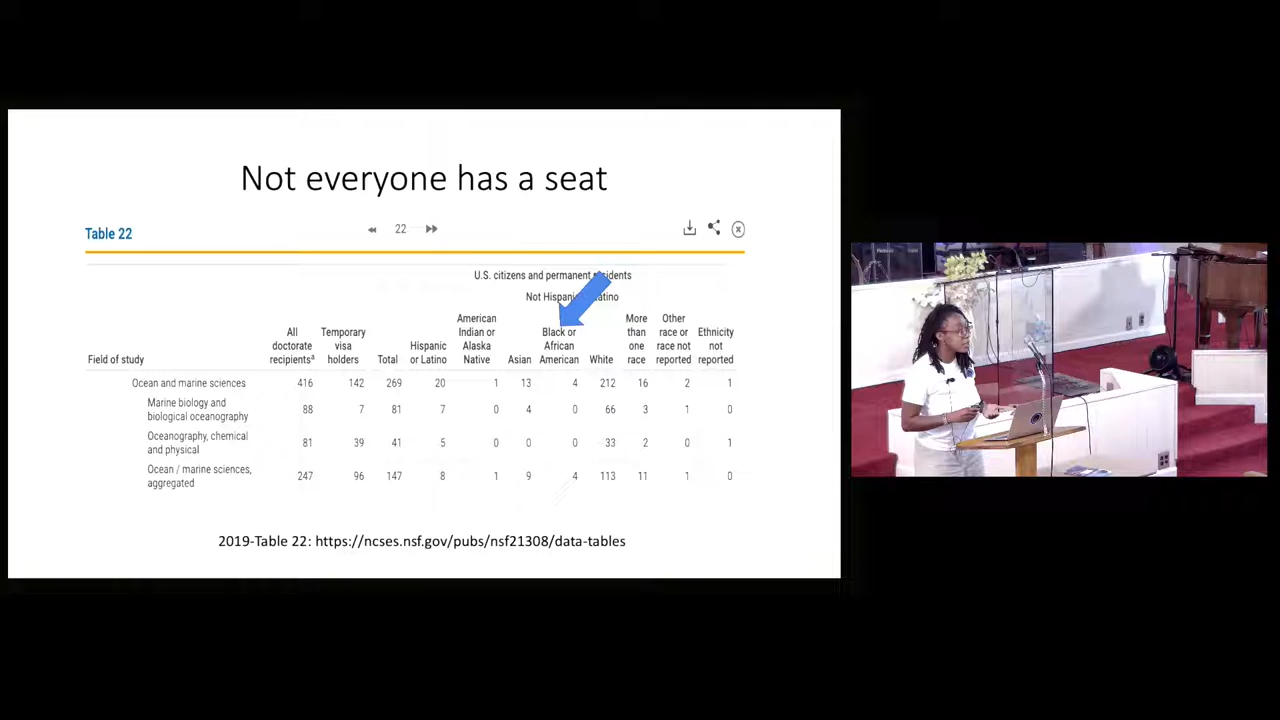 Not everyone has a seat
Table 22
22
U.S. citizens and permanent residents
Not Hispanic Latino
Field of study
All doctorate recipientsᵃ
Temporary visa holders
Total
Hispanic or Latino
American Indian or Alaska Native
Asian
Black or African American
White
More than one race
Other race or race not reported
Ethnicity not reported
Ocean and marine sciences 416 142 269 20 1 13 4 212 16 2 1
Marine biology and biological oceanography 88 7 81 7 0 4 0 66 3 1 0
Oceanography, chemical and physical 81 39 41 5 0 0 0 33 2 0 1
Ocean / marine sciences, aggregated 247 96 147 8 1 9 4 113 11 1 0
2019-Table 22: https://ncses.nsf.gov/pubs/nsf21308/data-tables